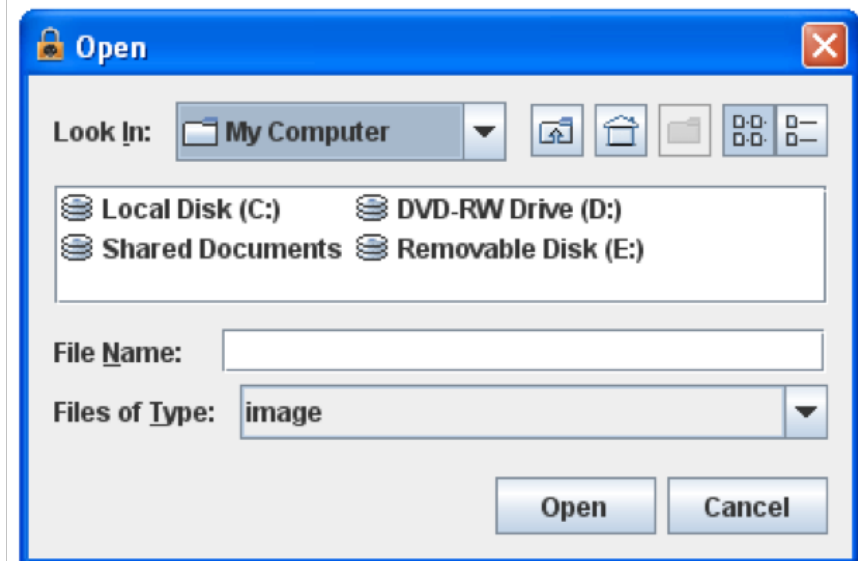 Open
Look In: My Computer
Local Disk (C:) DVD-RW Drive (D:)
Shared Documents Removable Disk (E:)
File Name:
Files of Type: image
Open Cancel